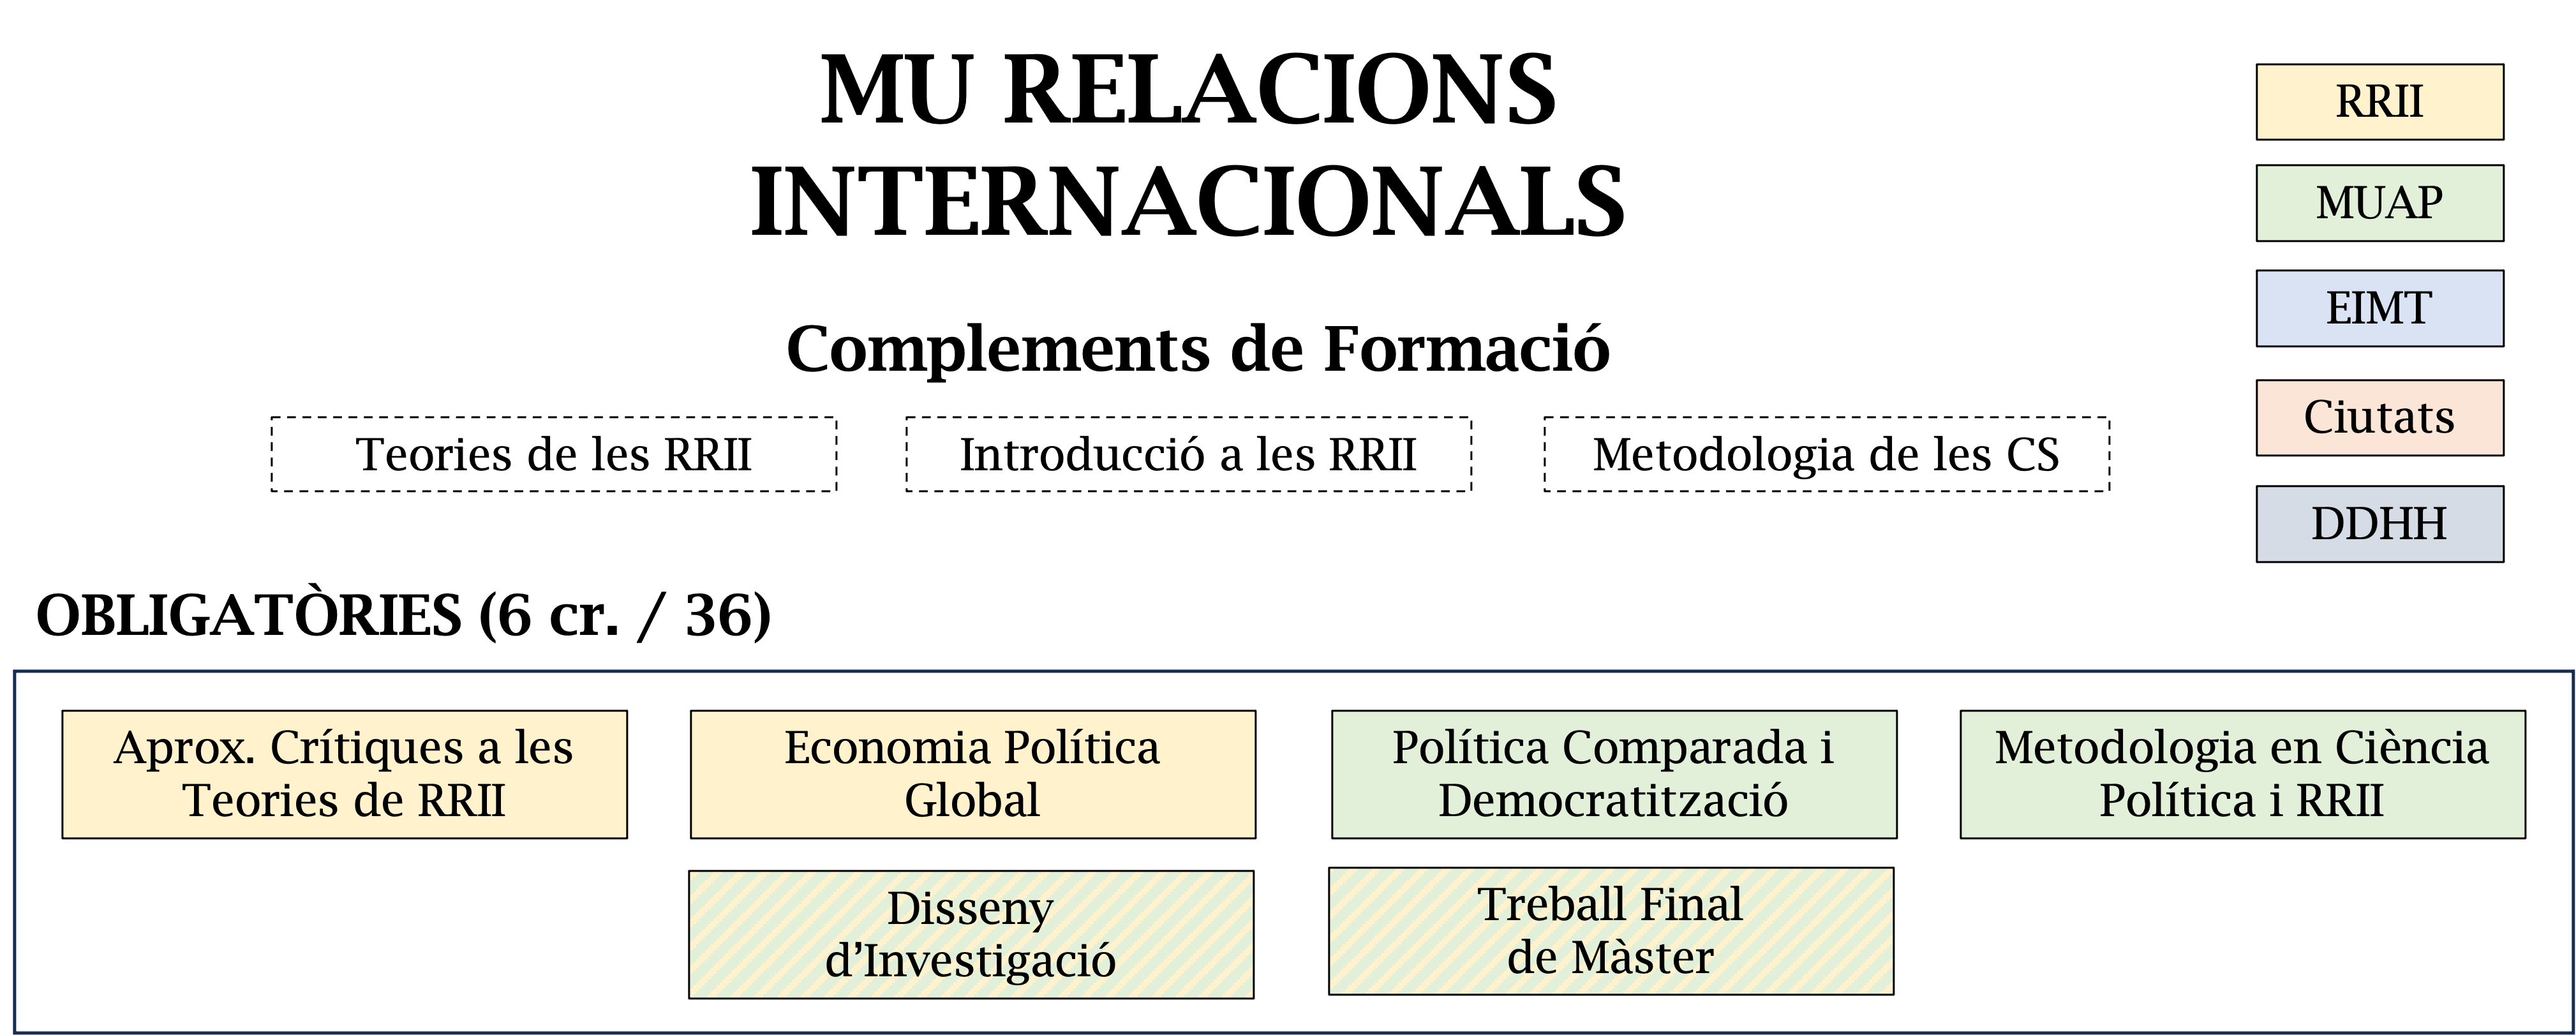 MU RELACIONS
INTERNACIONALS
RRII
MUAP
EIMT
Ciutats
DDHH
Complements de Formació
Teories de les RRII
Introducció a les RRII
Metodologia de les CS
OBLIGATÒRIES (6 cr. / 36)
Aprox. Crítiques a les
Teories de RRII
Economia Política
Global
Política Comparada i
Democratització
Metodologia en Ciència
Política i RRII
Disseny
d’Investigació
Treball Final
de Màster